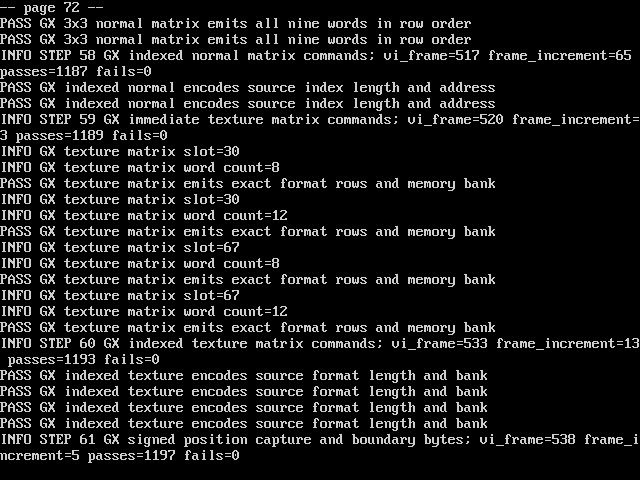 -- page 72 --
PASS GX 3x3 normal matrix emits all nine words in row order
PASS GX 3x3 normal matrix emits all nine words in row order
INFO STEP 58 GX indexed normal matrix commands; vi_frame=517 frame_increment=65
passes=1187 fails=0
PASS GX indexed normal encodes source index length and address
PASS GX indexed normal encodes source index length and address
INFO STEP 59 GX immediate texture matrix commands; vi_frame=520 frame_increment=
3 passes=1189 fails=0
INFO GX texture matrix slot=30
INFO GX texture matrix word count=8
PASS GX texture matrix emits exact format rows and memory bank
INFO GX texture matrix slot=30
INFO GX texture matrix word count=12
PASS GX texture matrix emits exact format rows and memory bank
INFO GX texture matrix slot=67
INFO GX texture matrix word count=8
PASS GX texture matrix emits exact format rows and memory bank
INFO GX texture matrix slot=67
INFO GX texture matrix word count=12
PASS GX texture matrix emits exact format rows and memory bank
INFO STEP 60 GX indexed texture matrix commands; vi_frame=533 frame_increment=13
passes=1193 fails=0
PASS GX indexed texture encodes source format length and bank
PASS GX indexed texture encodes source format length and bank
PASS GX indexed texture encodes source format length and bank
PASS GX indexed texture encodes source format length and bank
INFO STEP 61 GX signed position capture and boundary bytes; vi_frame=538 frame_i
ncrement=5 passes=1197 fails=0